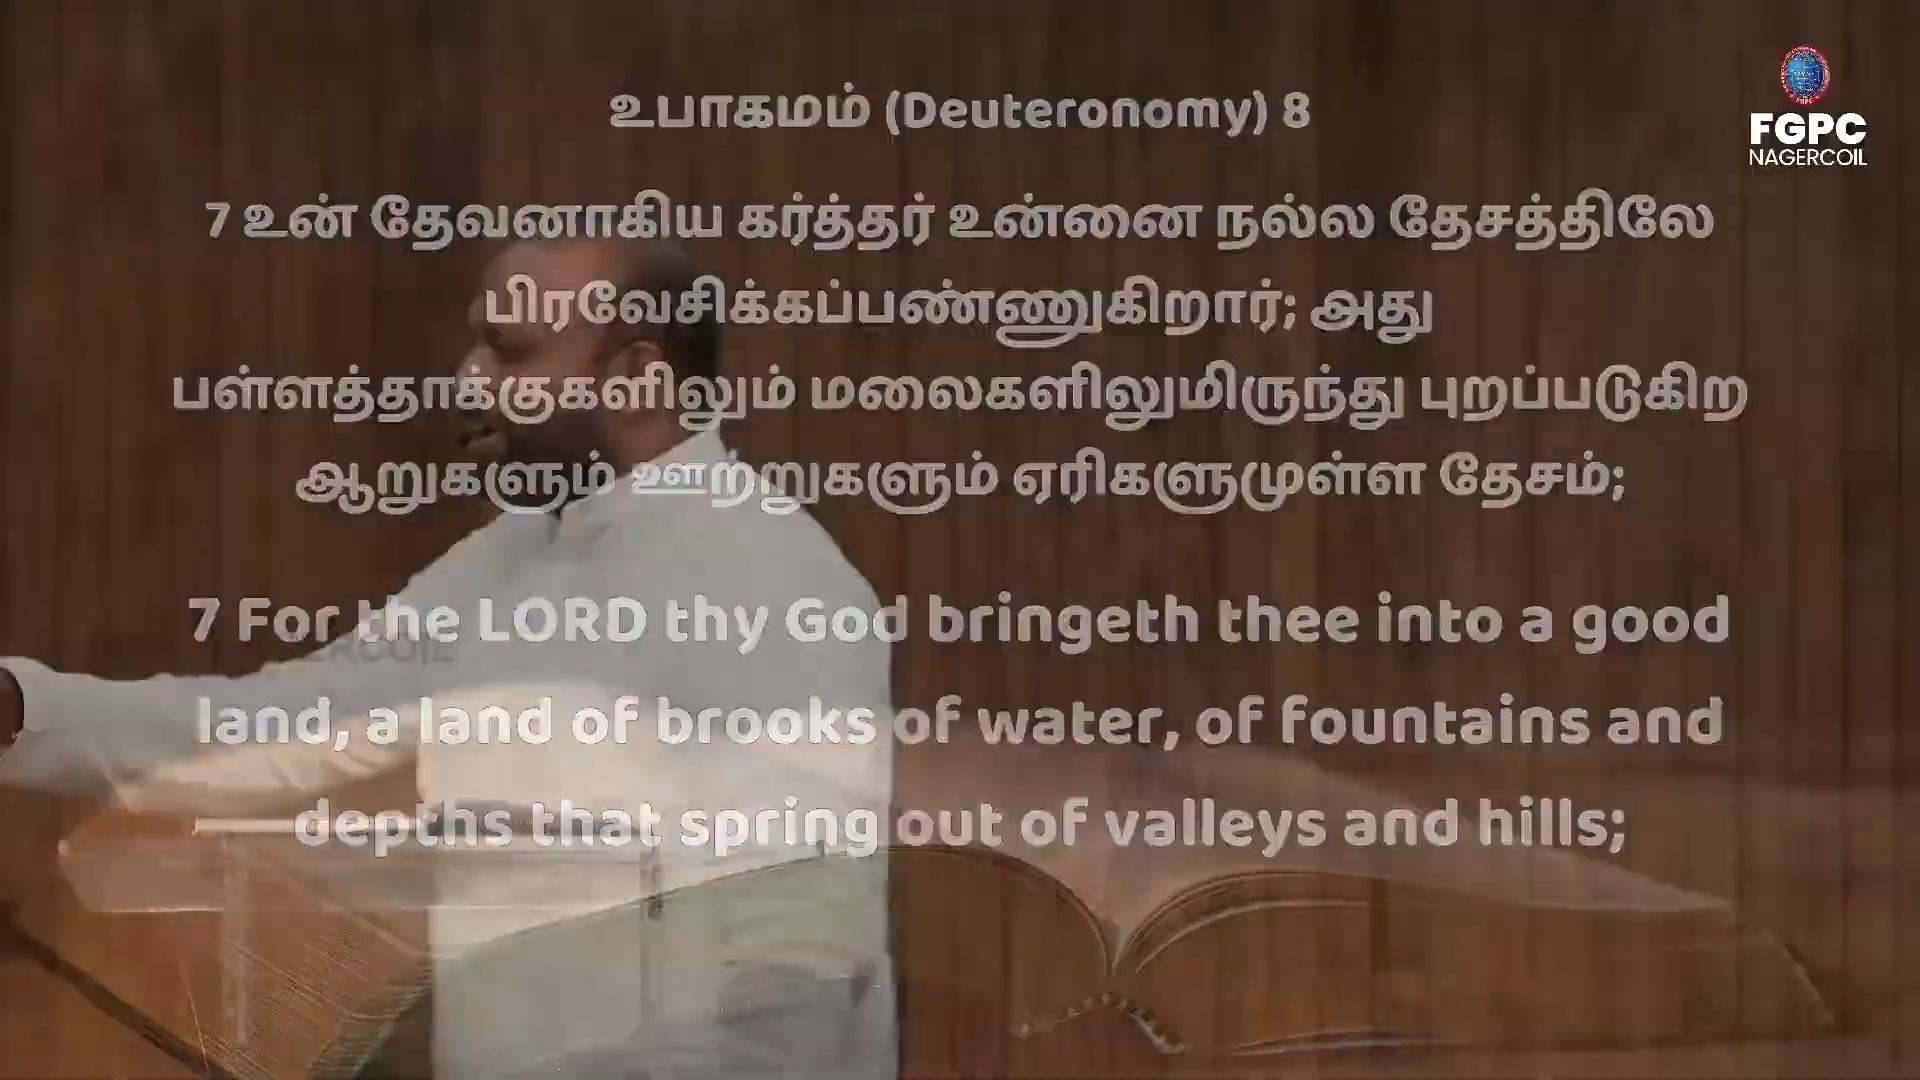 உபாகமம் (Deuteronomy) 8
FGPC
NAGERCOIL
7 உன் தேவனாகிய கர்த்தர் உன்னை நல்ல தேசத்திலே
பிரவேசிக்கப்பண்ணுகிறார்; அது
பள்ளத்தாக்குகளிலும் மலைகளிலுமிருந்து புறப்படுகிற
ஆறுகளும் ஊற்றுகளும் ஏரிகளுமுள்ள தேசம்;
7 For the LORD thy God bringeth thee into a good
land, a land of brooks of water, of fountains and
depths that spring out of valleys and hills;